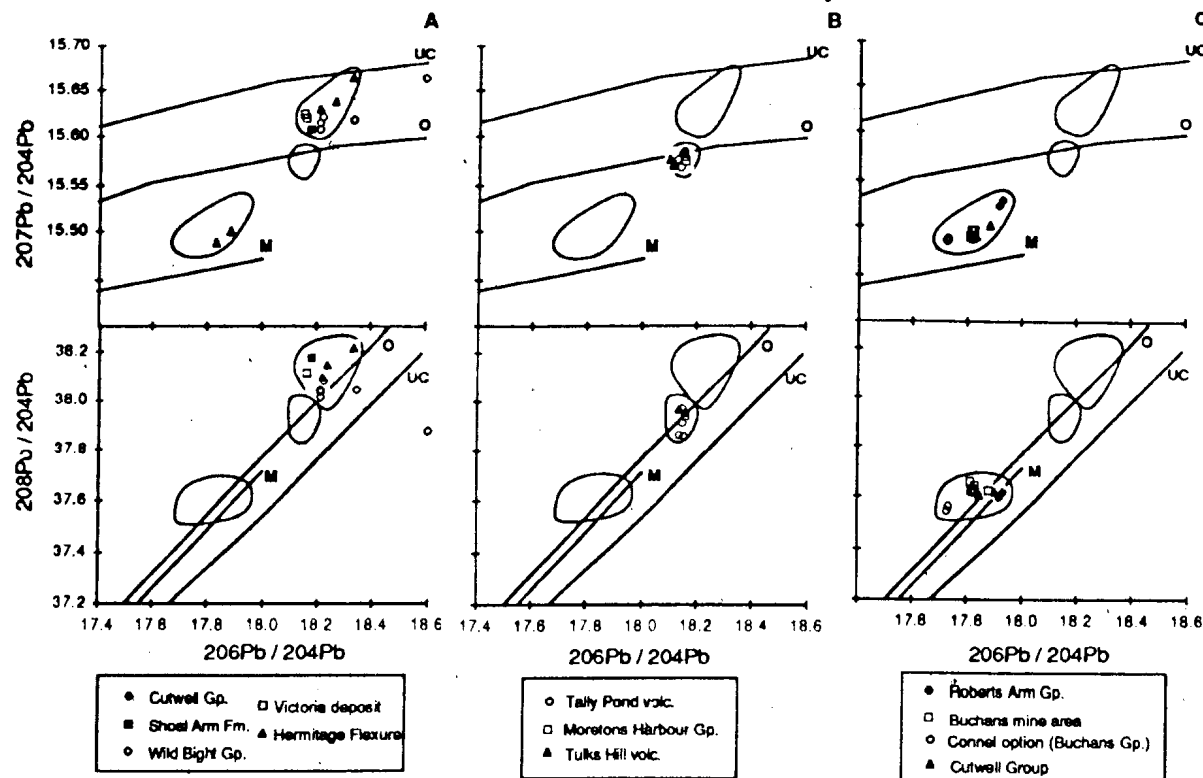 A
B
C
UC
UC
UC
15.70
15.65
15.60
15.55
15.50
207Pb / 204Pb
O
O
O
M
M
M
38.2
38.0
37.8
37.6
37.4
37.2
208Pb / 204Pb
O
O
O
UC
UC
UC
M
M
M
17.4 17.6 18.0 18.2 18.4 18.6
17.4 17.6 17.8 18 0 18.2 18.4 18.6
17.8 17.8 18.0 18.2 18.4 18.6
206Pb / 204Pb
206Pb / 204Pb
206Pb / 204Pb
Cutwell Gp.
Shoal Arm Fm.
Wild Bight Gp.
Victoria deposit
Hermitage Flexure
Tally Pond volc.
Moretons Harbour Gp.
Tulks Hill volc.
Roberts Arm Gp.
Buchans mine area
Connel option (Buchans Gp.)
Cutwell Group